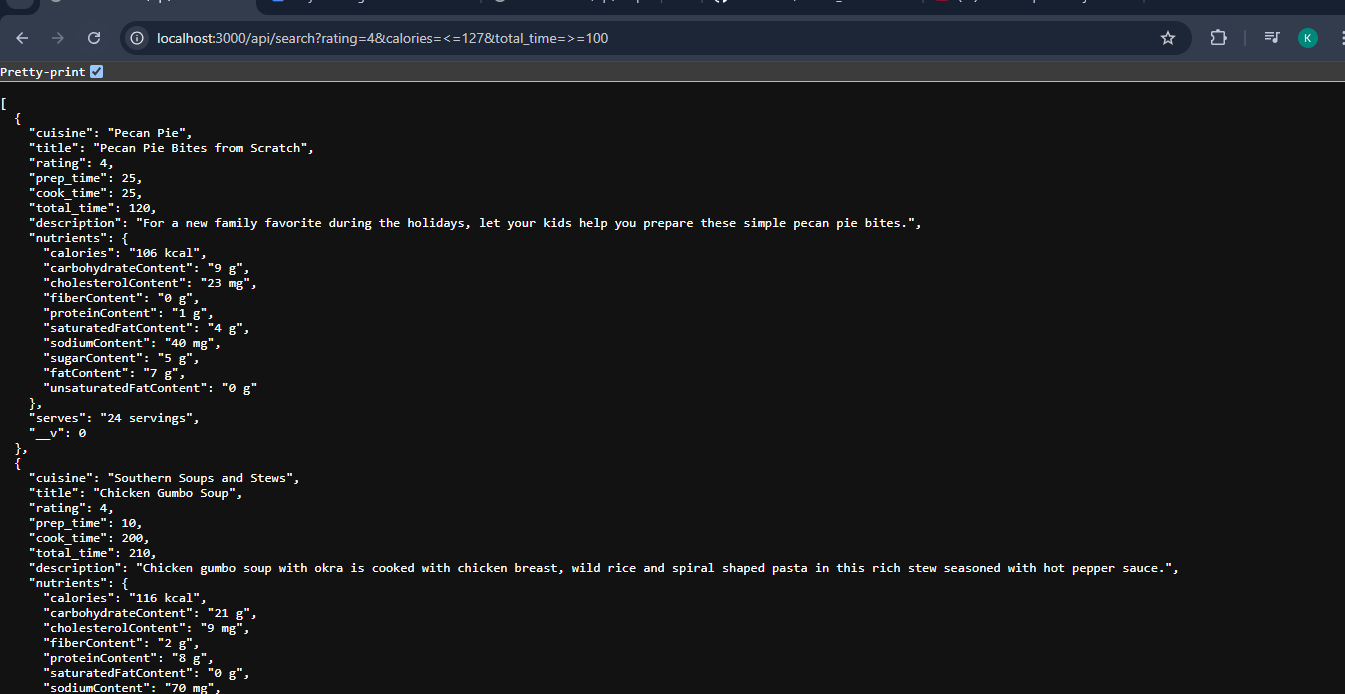 localhost:3000/api/search?rating=4&calories=<=127&total_time=>=100
K
Pretty-print
[
  {
    "cuisine": "Pecan Pie",
    "title": "Pecan Pie Bites from Scratch",
    "rating": 4,
    "prep_time": 25,
    "cook_time": 25,
    "total_time": 120,
    "description": "For a new family favorite during the holidays, let your kids help you prepare these simple pecan pie bites.",
    "nutrients": {
      "calories": "106 kcal",
      "carbohydrateContent": "9 g",
      "cholesterolContent": "23 mg",
      "fiberContent": "0 g",
      "proteinContent": "1 g",
      "saturatedFatContent": "4 g",
      "sodiumContent": "40 mg",
      "sugarContent": "5 g",
      "fatContent": "7 g",
      "unsaturatedFatContent": "0 g"
    },
    "serves": "24 servings",
    "__v": 0
  },
  {
    "cuisine": "Southern Soups and Stews",
    "title": "Chicken Gumbo Soup",
    "rating": 4,
    "prep_time": 10,
    "cook_time": 200,
    "total_time": 210,
    "description": "Chicken gumbo soup with okra is cooked with chicken breast, wild rice and spiral shaped pasta in this rich stew seasoned with hot pepper sauce.",
    "nutrients": {
      "calories": "116 kcal",
      "carbohydrateContent": "21 g",
      "cholesterolContent": "9 mg",
      "fiberContent": "2 g",
      "proteinContent": "8 g",
      "saturatedFatContent": "0 g",
      "sodiumContent": "70 mg",